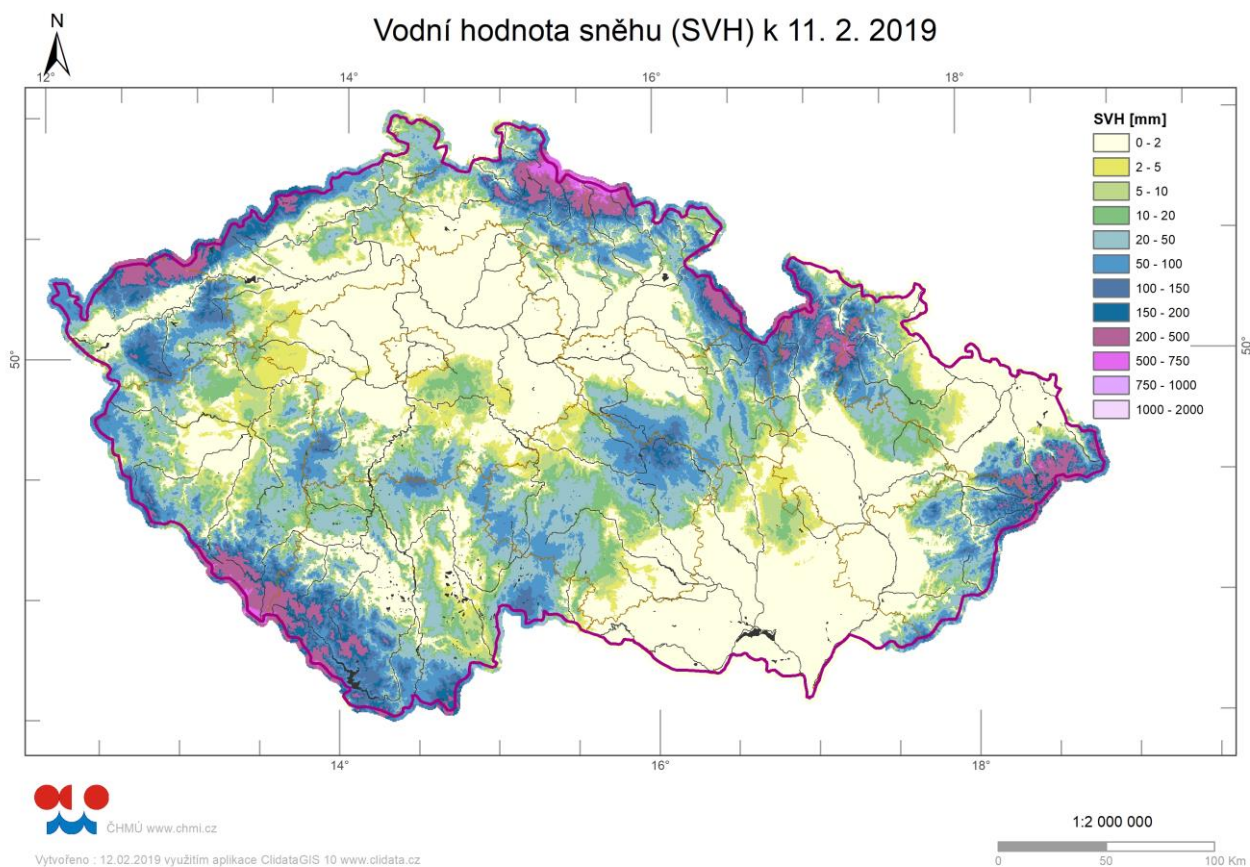 Vodní hodnota sněhu (SVH) k 11. 2. 2019
N
12°
14°
16°
18°
SVH [mm]
0 - 2
2 - 5
5 - 10
10 - 20
20 - 50
50 - 100
100 - 150
150 - 200
200 - 500
500 - 750
750 - 1000
1000 - 2000
50°
50°
14°
16°
18°
ČHMÚ www.chmi.cz
1:2 000 000
0 50 100 Km
Vytvořeno : 12.02.2019 využitím aplikace ClidataGIS 10 www.clidata.cz